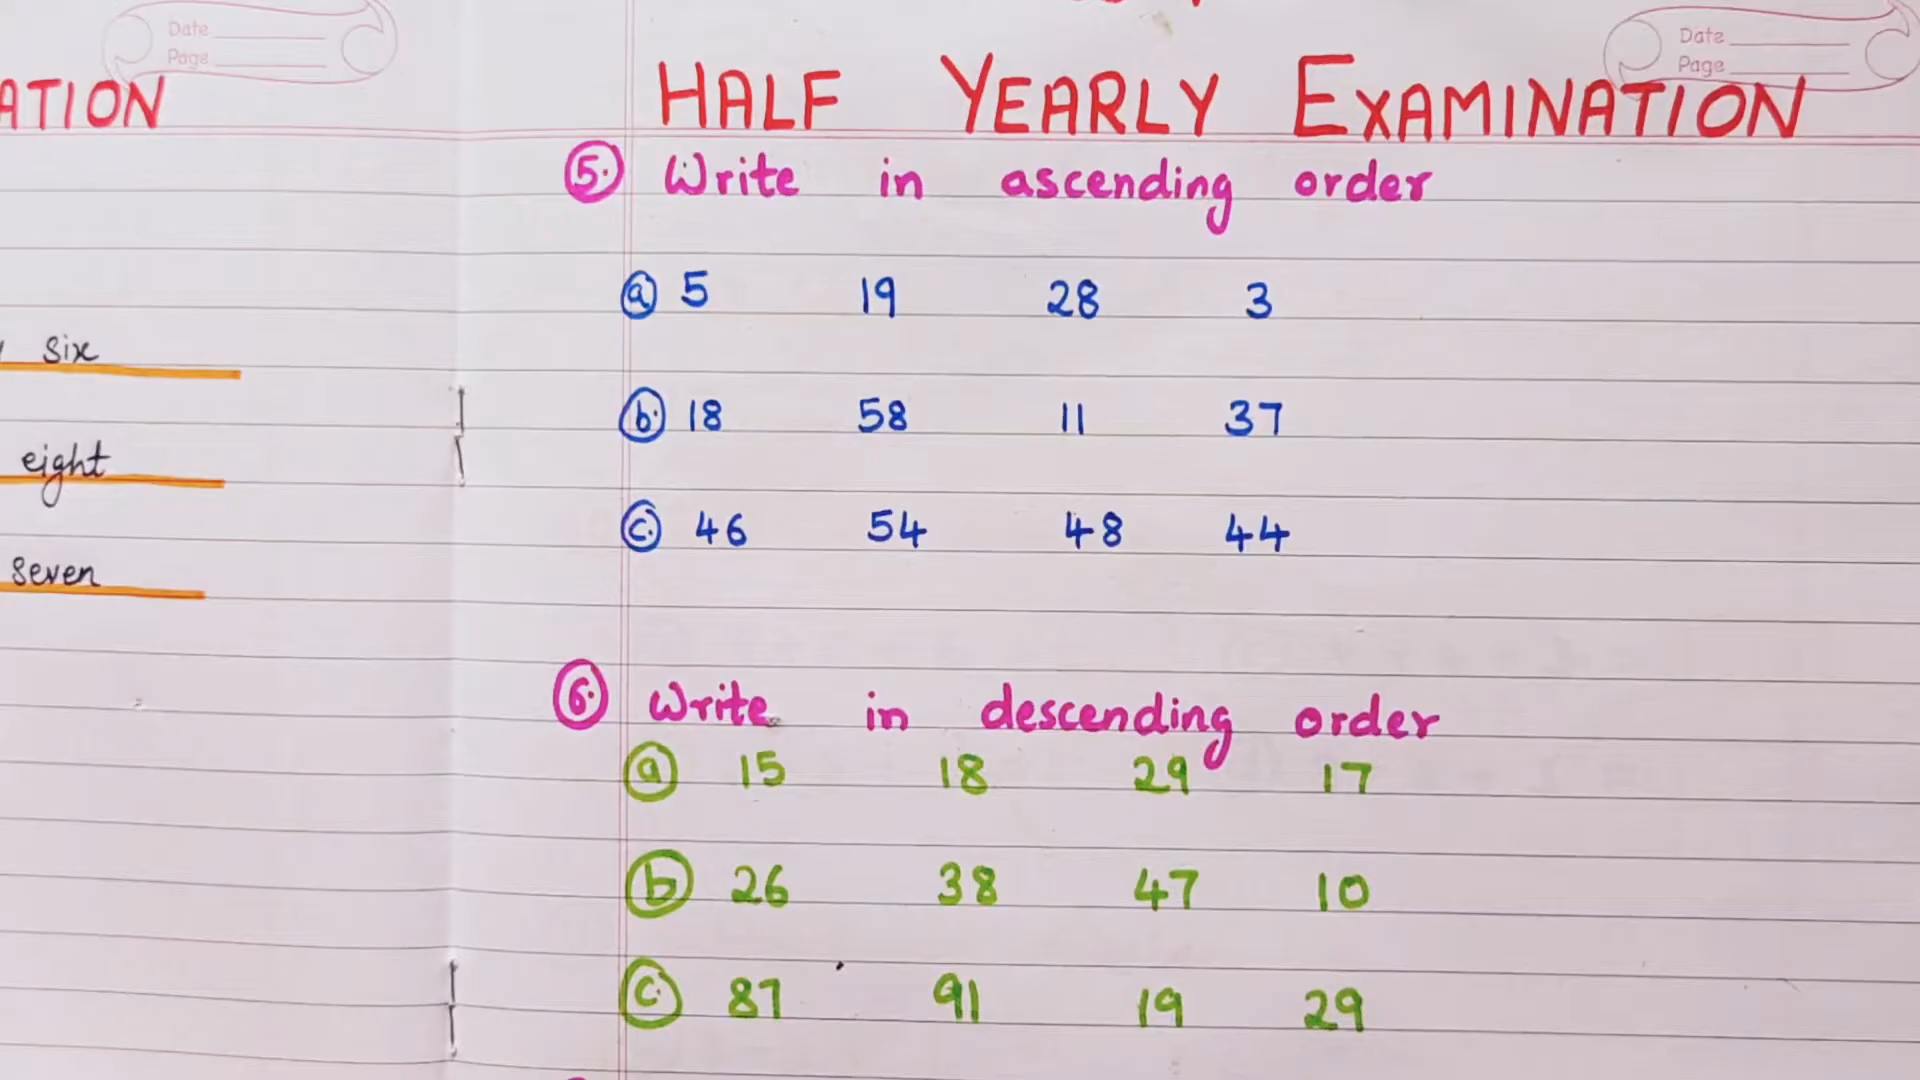 Date
Page
ATION
six
eight
seven
Date
Page
HALF YEARLY EXAMINATION
5. Write in ascending order
a 5 19 28 3
b. 18 58 11 37
c. 46 54 48 44
6. Write in descending order
a 15 18 29 17
b 26 38 47 10
c. 87 91 19 29